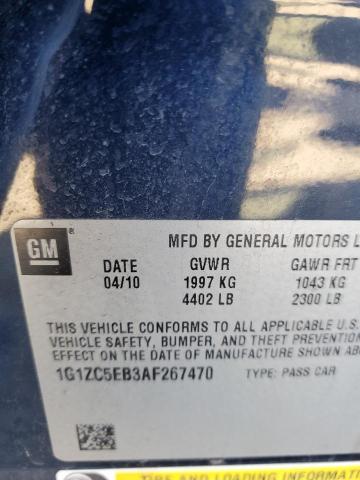 GM
®
MFD BY GENERAL MOTORS L
DATE GVWR GAWR FRT
04/10 1997 KG 1043 KG
4402 LB 2300 LB
THIS VEHICLE CONFORMS TO ALL APPLICABLE U.S.
VEHICLE SAFETY, BUMPER, AND THEFT PREVENTION
EFFECT ON THE DATE OF MANUFACTURE SHOWN ABO
1G1ZC5EB3AF267470 TYPE: PASS CAR